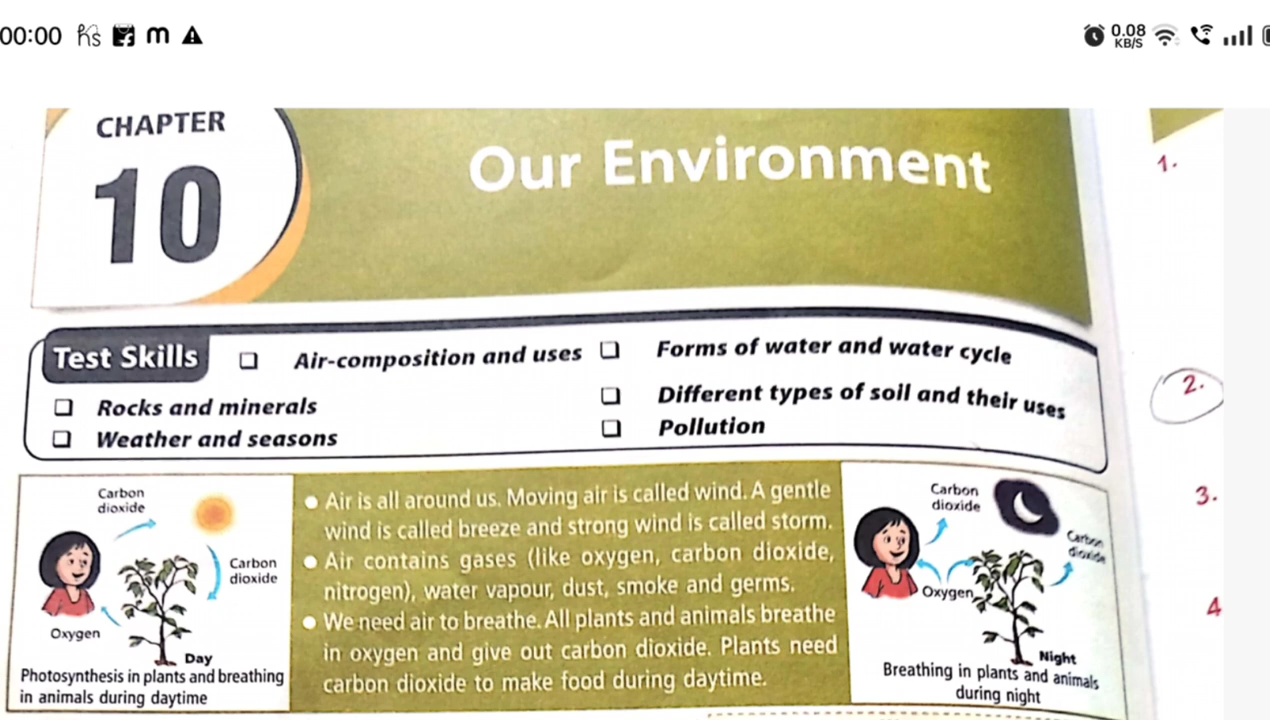 00:00
0.08
KB/S
CHAPTER
10
Our Environment
1.
Test Skills
Air-composition and uses
Forms of water and water cycle
Rocks and minerals
Different types of soil and their uses
Weather and seasons
Pollution
2.
3.
4
Carbon
dioxide
Carbon
dioxide
Oxygen
Day
Photosynthesis in plants and breathing
in animals during daytime
● Air is all around us. Moving air is called wind. A gentle
wind is called breeze and strong wind is called storm.
● Air contains gases (like oxygen, carbon dioxide,
nitrogen), water vapour, dust, smoke and germs.
● We need air to breathe. All plants and animals breathe
in oxygen and give out carbon dioxide. Plants need
carbon dioxide to make food during daytime.
Carbon
dioxide
Carbon
dioxide
Oxygen
Night
Breathing in plants and animals
during night